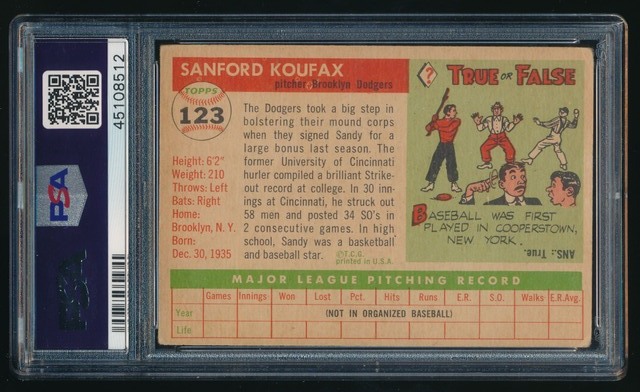 45108512
PSA
SANFORD KOUFAX
pitcher-Brooklyn Dodgers
TOPPS
123
Height: 6'2"
Weight: 210
Throws: Left
Bats: Right
Home:
Brooklyn, N. Y.
Born:
Dec. 30, 1935
The Dodgers took a big step in
bolstering their mound corps
when they signed Sandy for a
large bonus last season. The
former University of Cincinnati
hurler compiled a brilliant Strike-
out record at college. In 30 inn-
ings at Cincinnati, he struck out
58 men and posted 34 SO's in
2 consecutive games. In high
school, Sandy was a basketball
and baseball star.
©T.C.G.
printed in U.S.A.
?
TRUE OR FALSE
BASEBALL WAS FIRST
PLAYED IN COOPERSTOWN,
NEW YORK.
ANS.: True.
MAJOR LEAGUE PITCHING RECORD
Games Innings Won Lost Pct. Hits Runs E.R. S.O. Walks E.R.Avg.
Year (NOT IN ORGANIZED BASEBALL)
Life